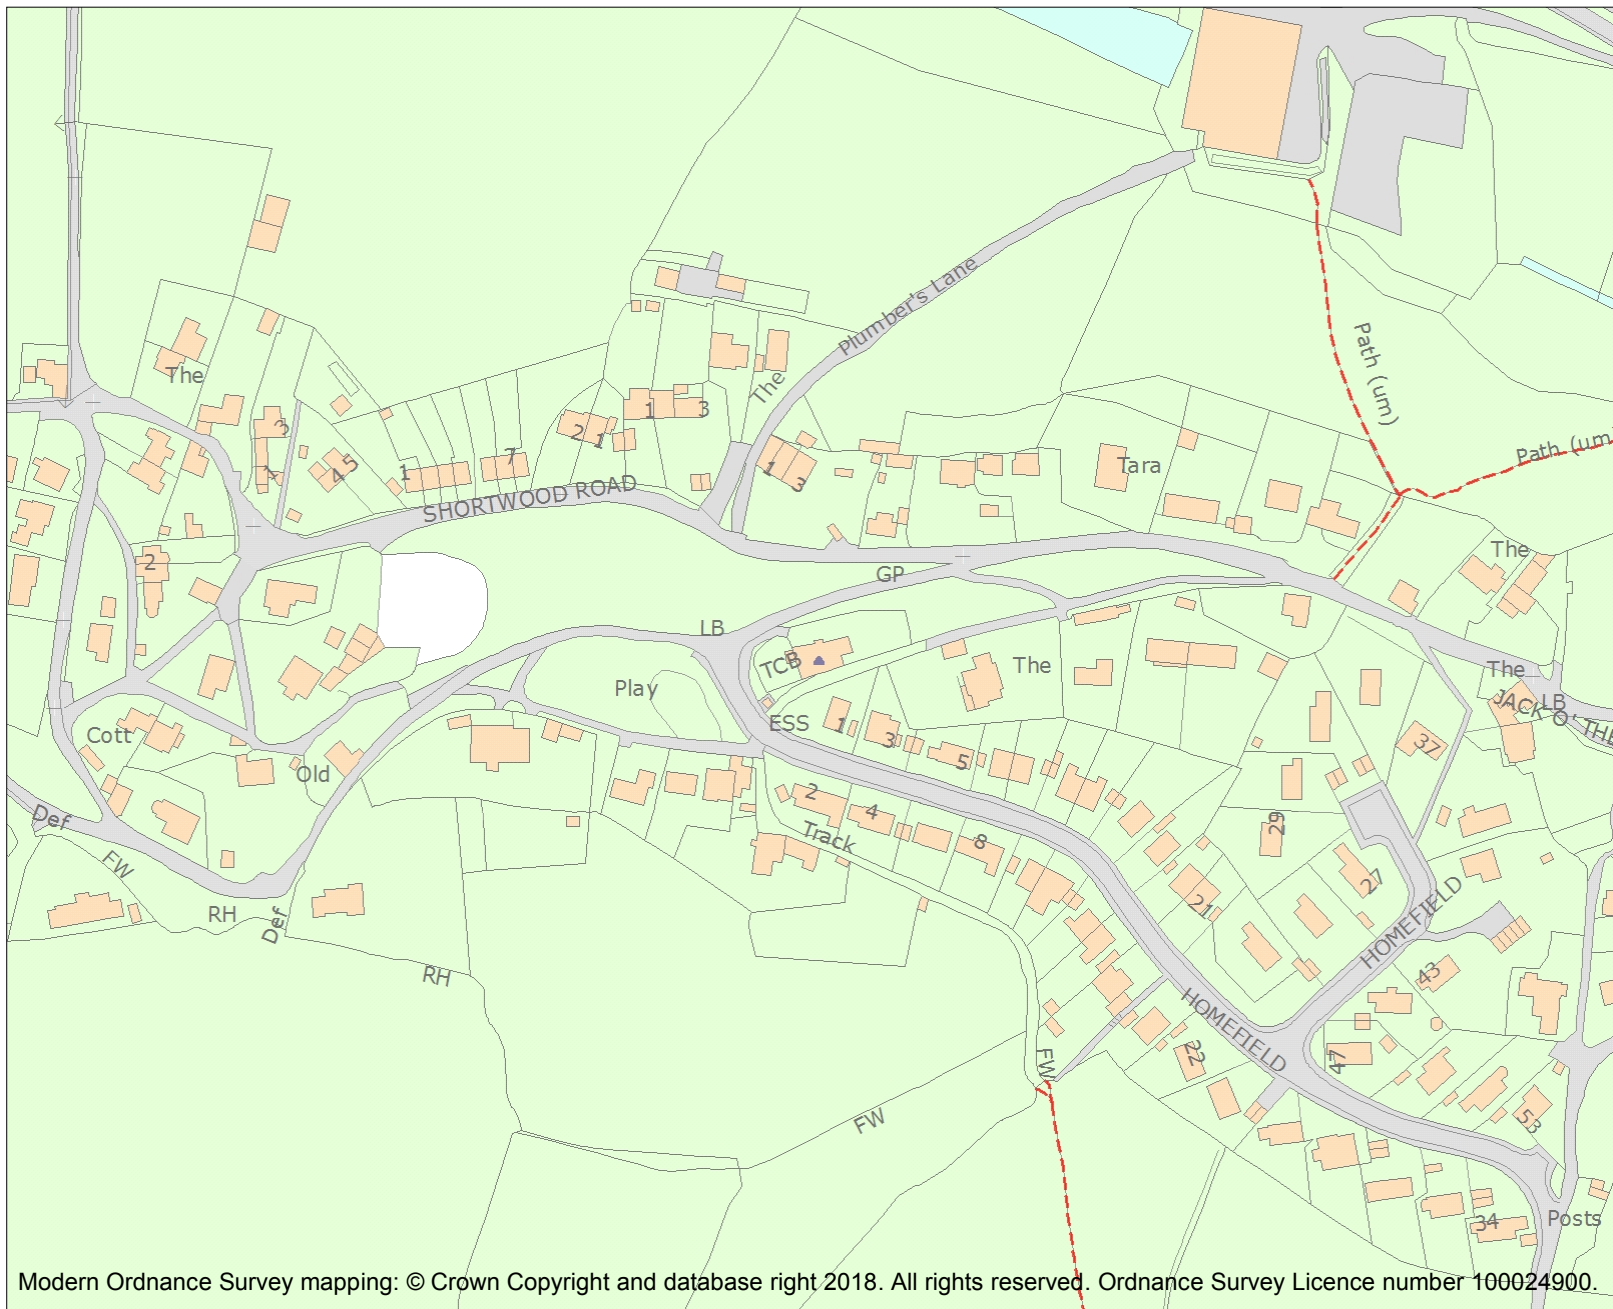 Path (um)
Plumber's Lane
The
The
Path (um
1
3
2
1
3
1
4 5
1
7
1
3
Tara
SHORTWOOD ROAD
2
GP
The
LB
TCB
The
The
Play
LB
JACK O' THE
ESS
1
3
5
37
Cott
Old
2
4
8
Track
29
Def
FW
27
21
RH
Def
HOMEFIELD
RH
43
HOMEFIELD
FW
22
47
FW
53
34
Posts
Modern Ordnance Survey mapping: © Crown Copyright and database right 2018. All rights reserved. Ordnance Survey Licence number 100024900.